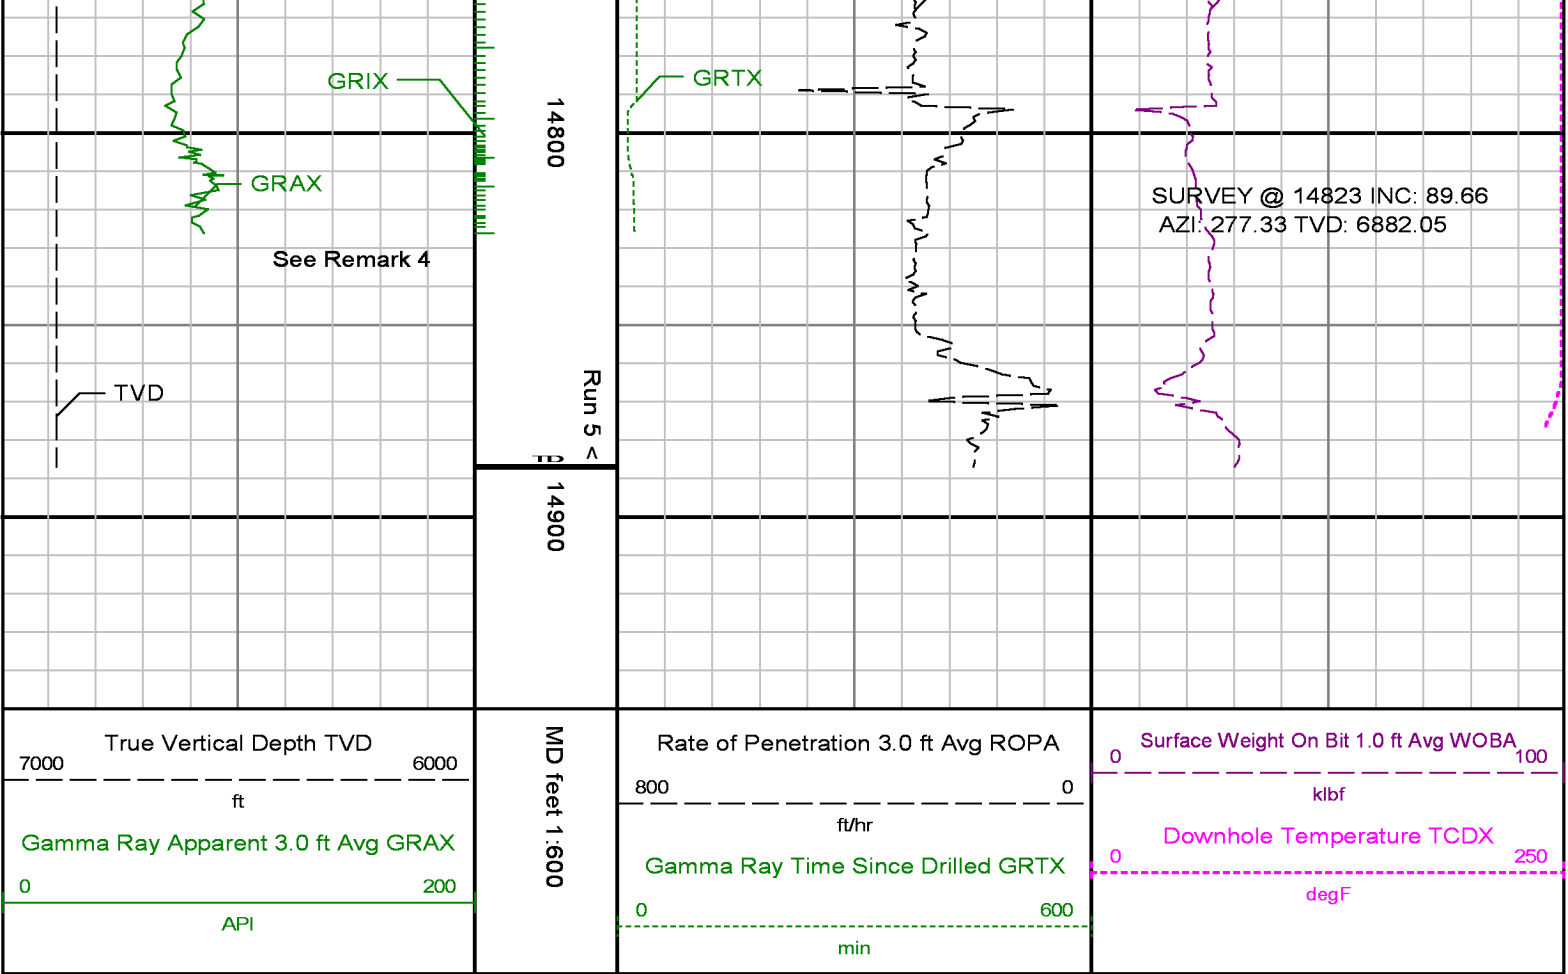 GRIX
GRTX
14800
GRAX
SURVEY @ 14823 INC: 89.66
AZI: 277.33 TVD: 6882.05
See Remark 4
TVD
Run 5 <
TD
14900
True Vertical Depth TVD
7000 6000
ft
Gamma Ray Apparent 3.0 ft Avg GRAX
0 200
API
MD feet 1:600
Rate of Penetration 3.0 ft Avg ROPA
800 0
ft/hr
Gamma Ray Time Since Drilled GRTX
0 600
min
Surface Weight On Bit 1.0 ft Avg WOBA
0 100
klbf
Downhole Temperature TCDX
0 250
degF